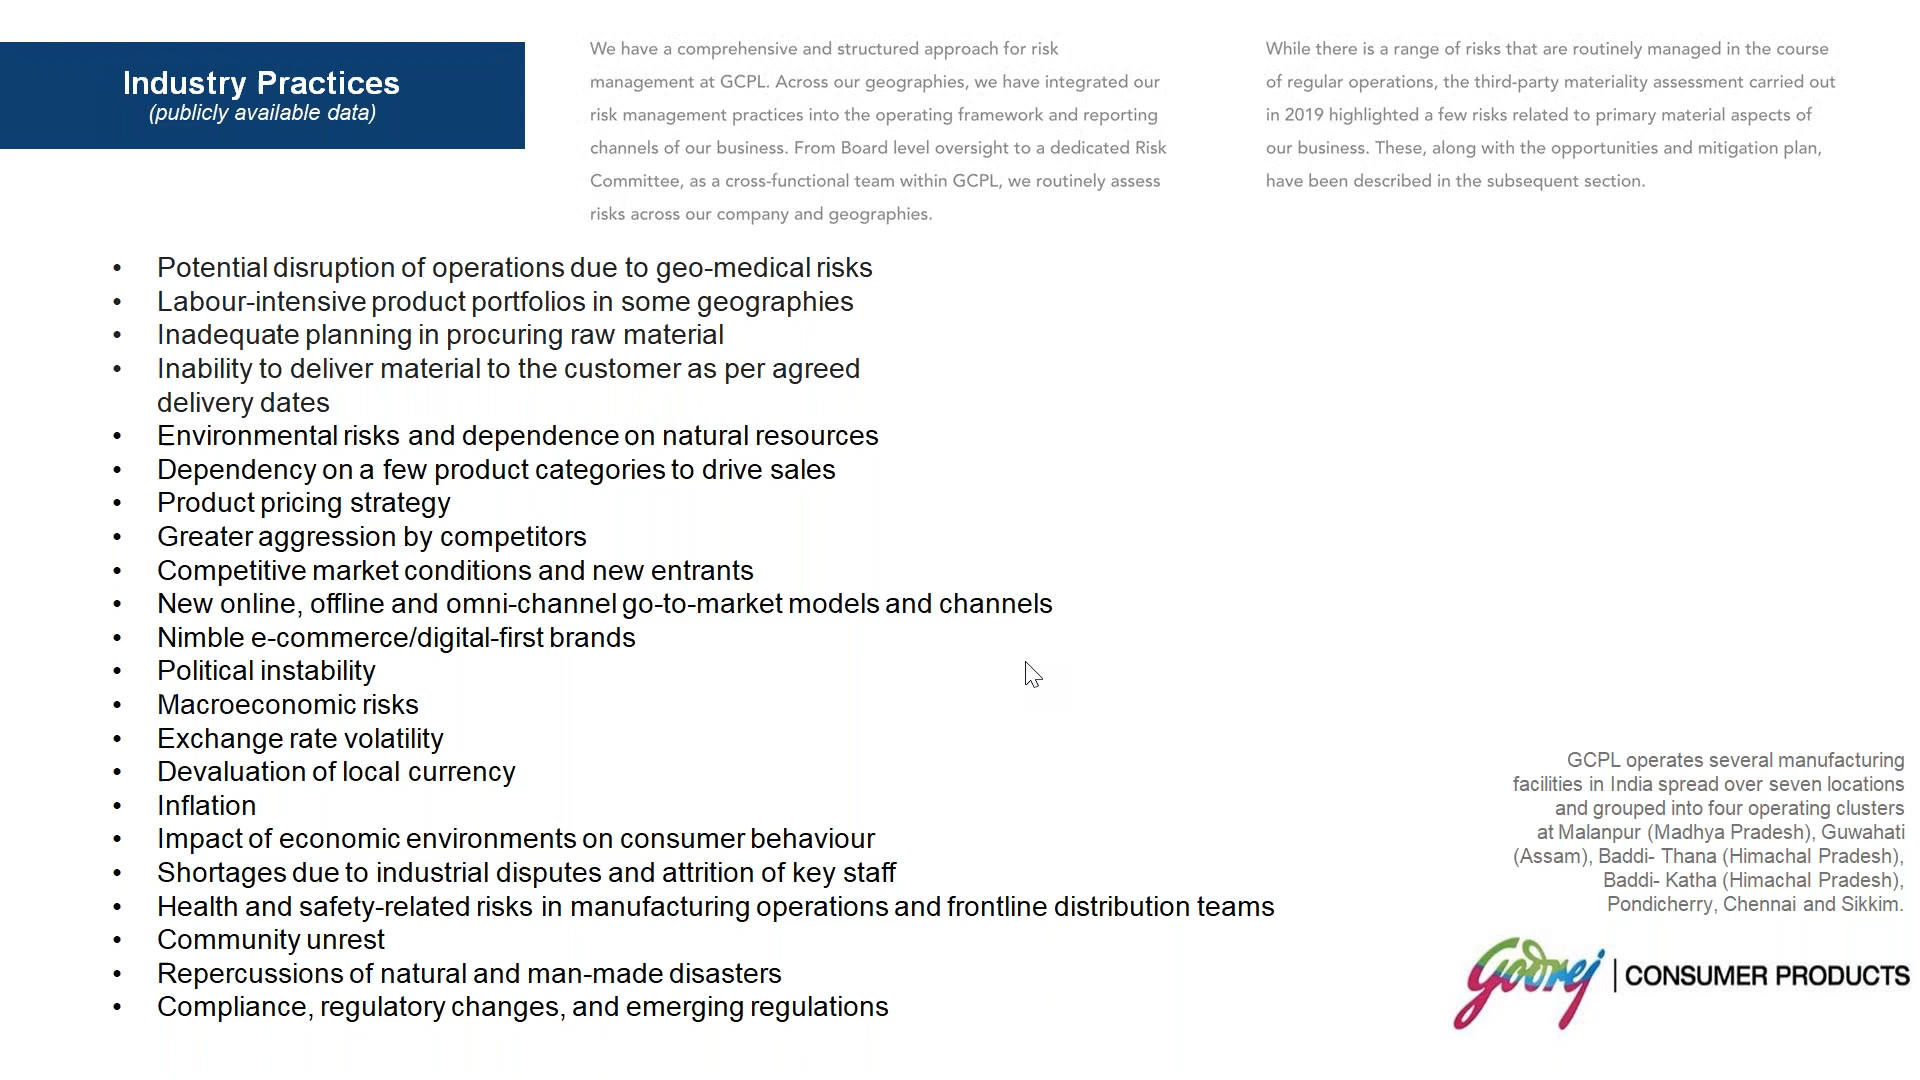 Industry Practices
(publicly available data)
We have a comprehensive and structured approach for risk
management at GCPL. Across our geographies, we have integrated our
risk management practices into the operating framework and reporting
channels of our business. From Board level oversight to a dedicated Risk
Committee, as a cross-functional team within GCPL, we routinely assess
risks across our company and geographies.
While there is a range of risks that are routinely managed in the course
of regular operations, the third-party materiality assessment carried out
in 2019 highlighted a few risks related to primary material aspects of
our business. These, along with the opportunities and mitigation plan,
have been described in the subsequent section.
• Potential disruption of operations due to geo-medical risks
• Labour-intensive product portfolios in some geographies
• Inadequate planning in procuring raw material
• Inability to deliver material to the customer as per agreed
delivery dates
• Environmental risks and dependence on natural resources
• Dependency on a few product categories to drive sales
• Product pricing strategy
• Greater aggression by competitors
• Competitive market conditions and new entrants
• New online, offline and omni-channel go-to-market models and channels
• Nimble e-commerce/digital-first brands
• Political instability
• Macroeconomic risks
• Exchange rate volatility
• Devaluation of local currency
• Inflation
• Impact of economic environments on consumer behaviour
• Shortages due to industrial disputes and attrition of key staff
• Health and safety-related risks in manufacturing operations and frontline distribution teams
• Community unrest
• Repercussions of natural and man-made disasters
• Compliance, regulatory changes, and emerging regulations
GCPL operates several manufacturing
facilities in India spread over seven locations
and grouped into four operating clusters
at Malanpur (Madhya Pradesh), Guwahati
(Assam), Baddi- Thana (Himachal Pradesh),
Baddi- Katha (Himachal Pradesh),
Pondicherry, Chennai and Sikkim.
Godrej | CONSUMER PRODUCTS